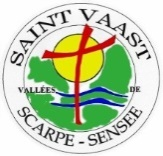 SAINT VAAST
VALLÉES DE
SCARPE - SENSEE